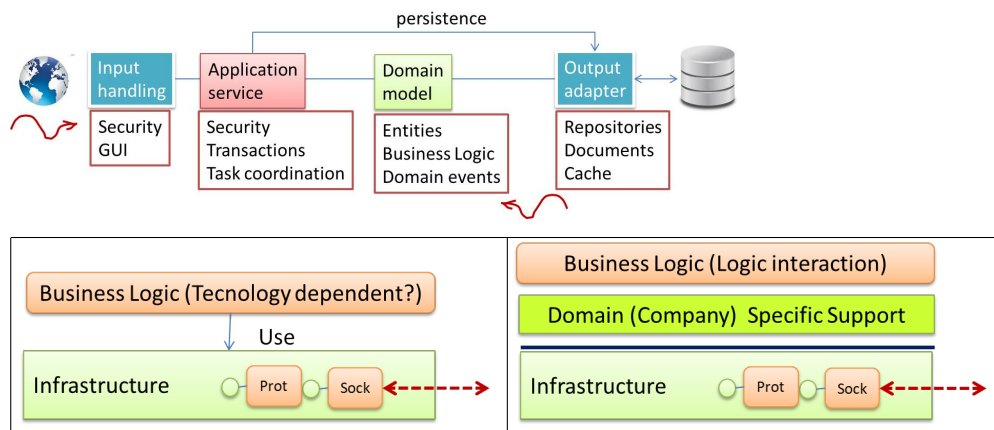 persistence
Input
handling
Application
service
Domain
model
Output
adapter
Security
GUI
Security
Transactions
Task coordination
Entities
Business Logic
Domain events
Repositories
Documents
Cache
Business Logic (Tecnology dependent?)
Use
Infrastructure
Prot
Sock
Business Logic (Logic interaction)
Domain (Company) Specific Support
Infrastructure
Prot
Sock